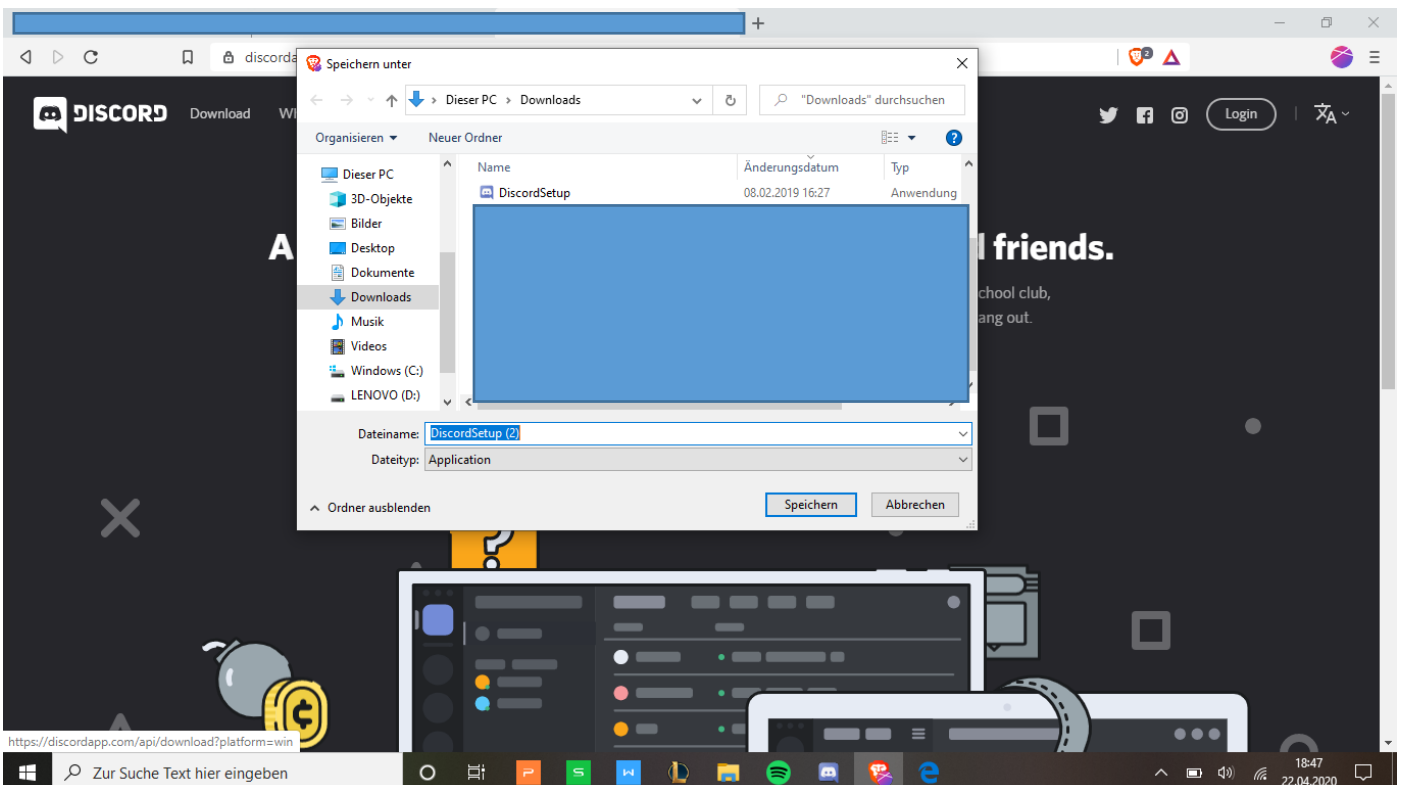 +
discorda
2
Speichern unter
Dieser PC > Downloads
"Downloads" durchsuchen
DISCORD
Download
Wl
Login
Organisieren
Neuer Ordner
Dieser PC
3D-Objekte
Bilder
Desktop
Dokumente
Downloads
Musik
Videos
Windows (C:)
LENOVO (D:)
Name
Änderungsdatum
Typ
DiscordSetup
08.02.2019 16:27
Anwendung
A
friends.
chool club,
ang out.
Dateiname:
DiscordSetup (2)
Dateityp:
Application
Ordner ausblenden
Speichern
Abbrechen
https://discordapp.com/api/download?platform=win
Zur Suche Text hier eingeben
18:47
22.04.2020